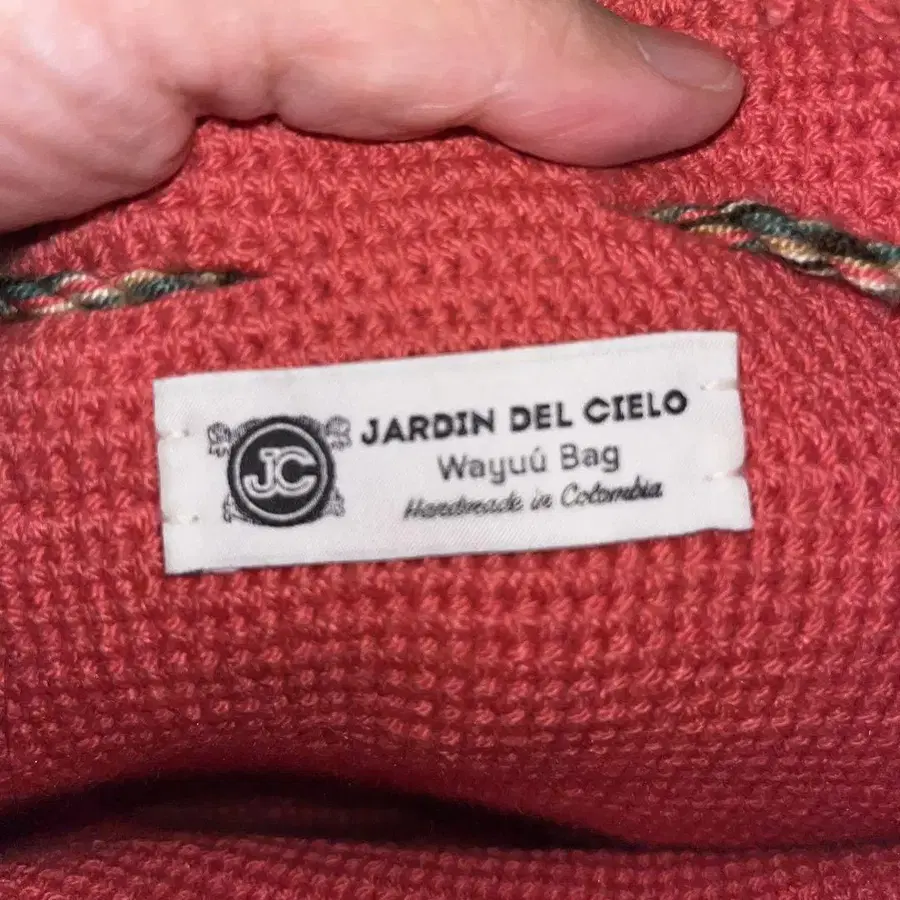 JC
JARDIN DEL CIELO
Wayuú Bag
Handmade in Colombia